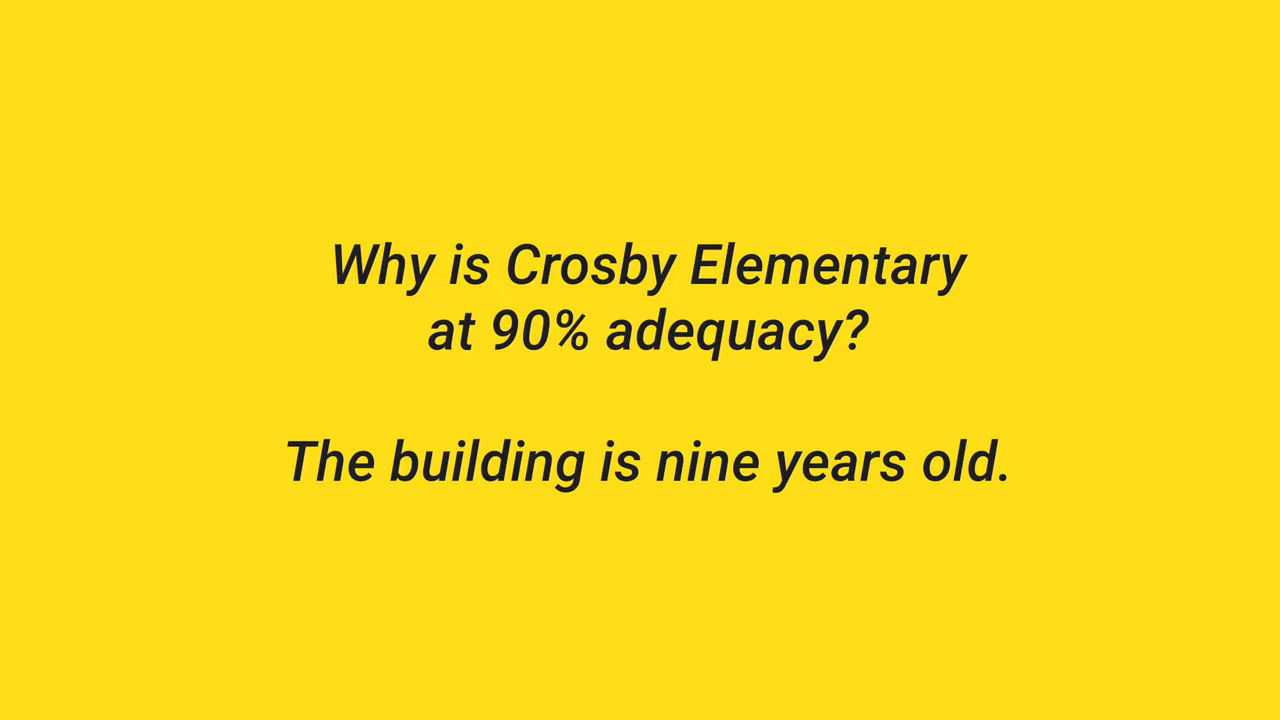 Why is Crosby Elementary
at 90% adequacy?
The building is nine years old.